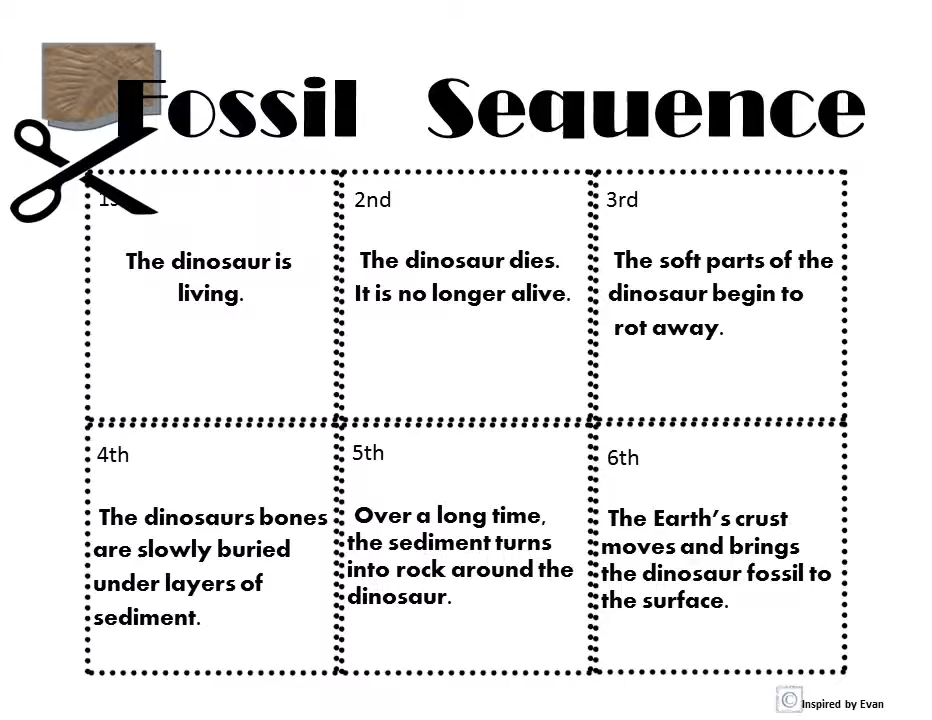 Fossil Sequence
1s
2nd
3rd
The dinosaur is
living.
The dinosaur dies.
It is no longer alive.
The soft parts of the
dinosaur begin to
rot away.
4th
5th
6th
The dinosaurs bones
are slowly buried
under layers of
sediment.
Over a long time,
the sediment turns
into rock around the
dinosaur.
The Earth's crust
moves and brings
the dinosaur fossil to
the surface.
© Inspired by Evan